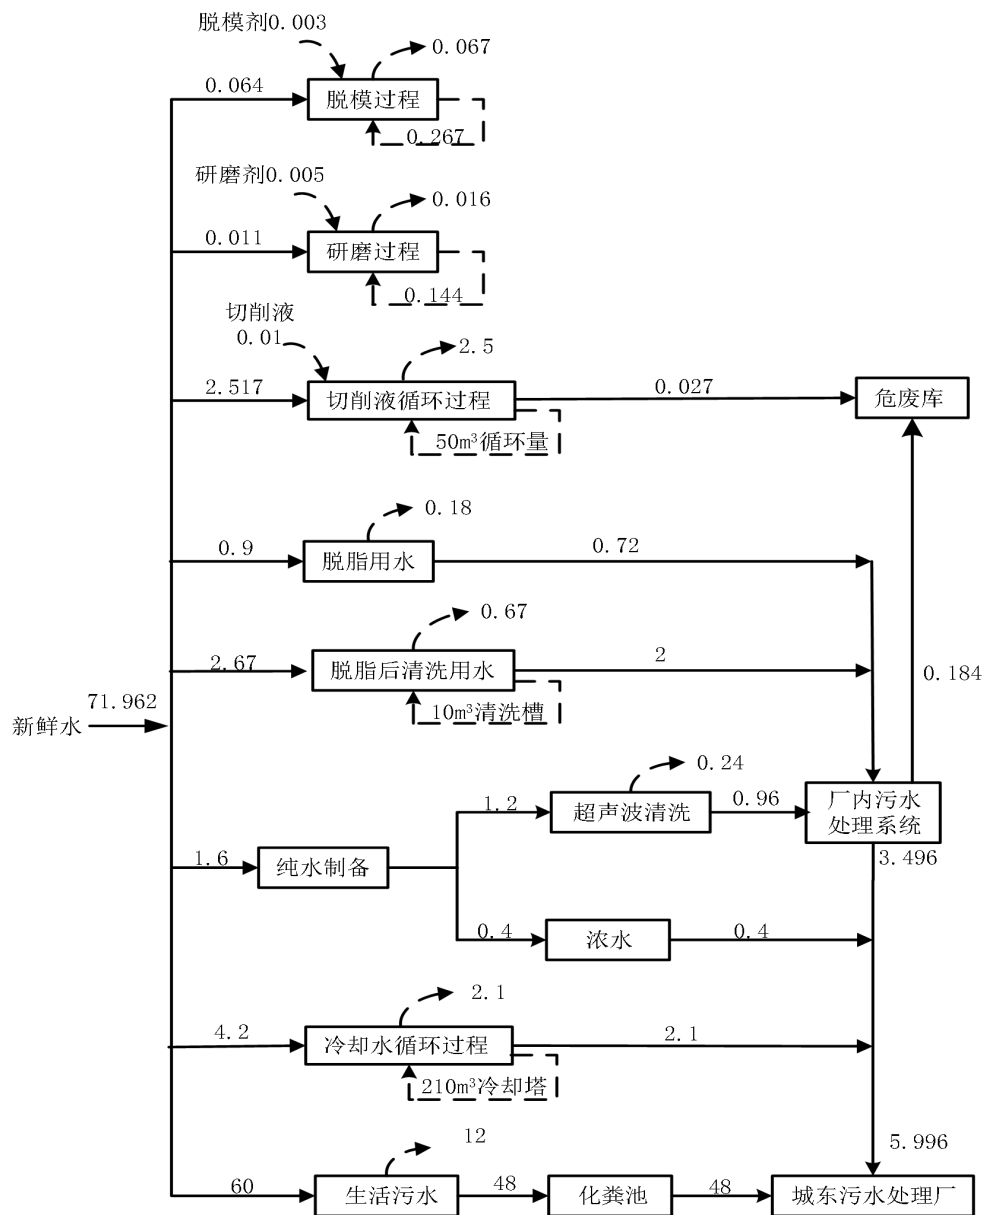 脱模剂0.003
0.067
0.064
脱模过程
0.267
研磨剂0.005
0.016
0.011
研磨过程
0.144
切削液
0.01
2.5
2.517
切削液循环过程
0.027
危废库
50m³循环量
0.18
0.9
脱脂用水
0.72
0.67
2.67
脱脂后清洗用水
2
0.184
10m³清洗槽
71.962
新鲜水
0.24
1.2
超声波清洗
0.96
厂内污水
处理系统
3.496
1.6
纯水制备
0.4
浓水
0.4
2.1
4.2
冷却水循环过程
2.1
210m³冷却塔
5.996
12
60
生活污水
48
化粪池
48
城东污水处理厂